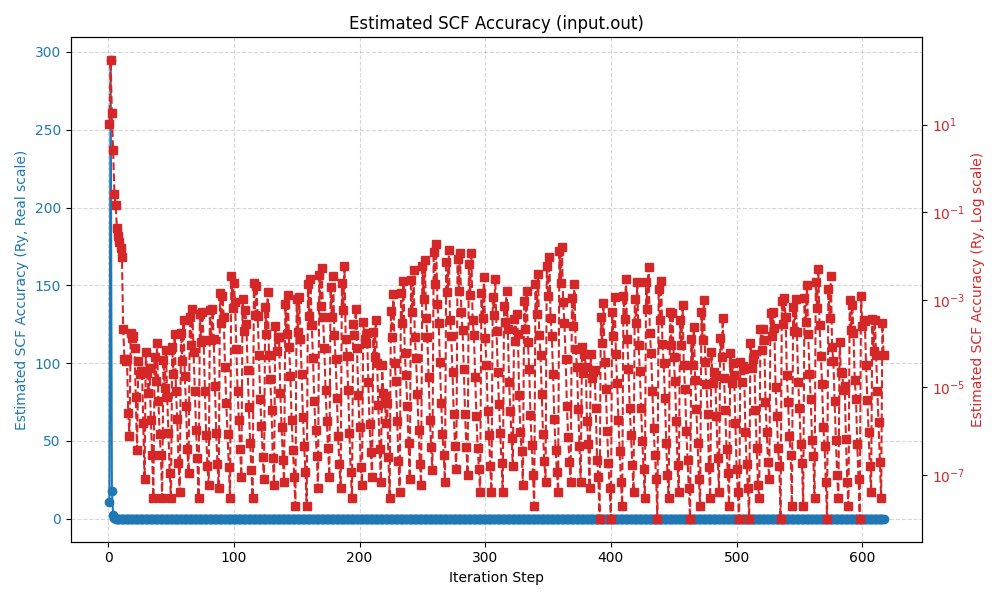 Estimated SCF Accuracy (input.out)
Estimated SCF Accuracy (Ry, Real scale)
300
250
200
150
100
50
0
0 100 200 300 400 500 600
Iteration Step
10¹
10⁻¹
10⁻³
10⁻⁵
10⁻⁷
Estimated SCF Accuracy (Ry, Log scale)